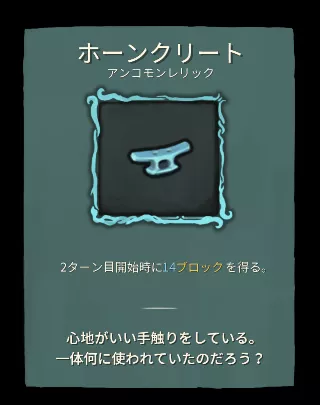 ホーンクリート
アンコモンレリック
2ターン目開始時に14ブロックを得る。
心地がいい手触りをしている。
一体何に使われていたのだろう？